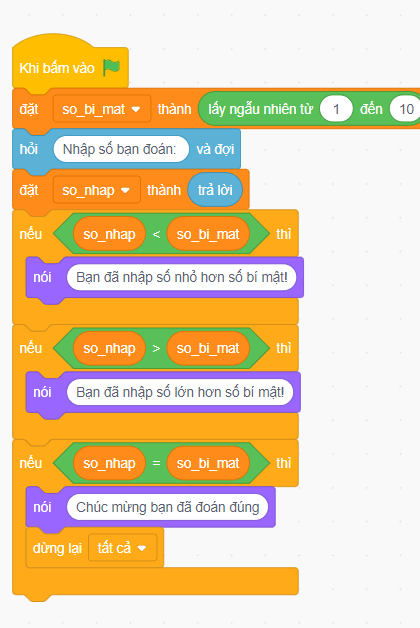 Khi bấm vào
đặt so_bi_mat thành lấy ngẫu nhiên từ 1 đến 10
hỏi Nhập số bạn đoán: và đợi
đặt so_nhap thành trả lời
nếu so_nhap < so_bi_mat thì
nói Bạn đã nhập số nhỏ hơn số bí mật!
nếu so_nhap > so_bi_mat thì
nói Bạn đã nhập số lớn hơn số bí mật!
nếu so_nhap = so_bi_mat thì
nói Chúc mừng bạn đã đoán đúng
dừng lại tất cả